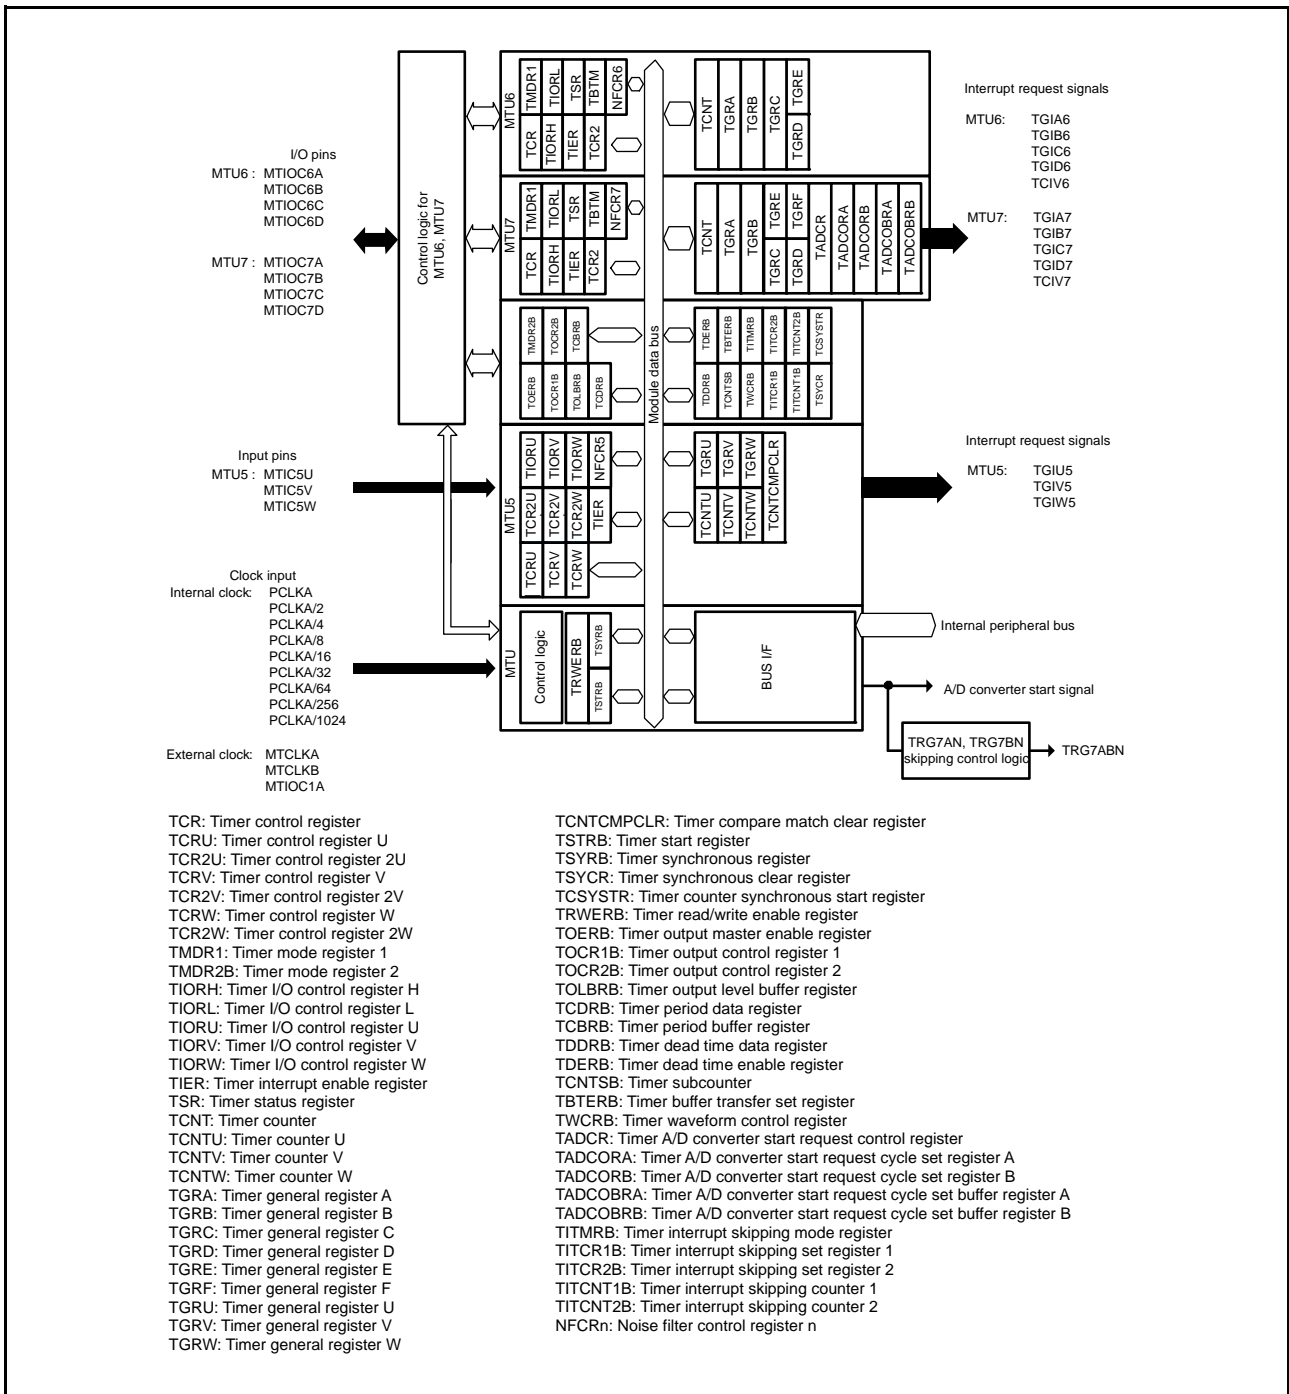 I/O pins
MTU6 : MTIOC6A
MTIOC6B
MTIOC6C
MTIOC6D
MTU7 : MTIOC7A
MTIOC7B
MTIOC7C
MTIOC7D
Input pins
MTU5 : MTIC5U
MTIC5V
MTIC5W
Clock input
Internal clock: PCLKA
PCLKA/2
PCLKA/4
PCLKA/8
PCLKA/16
PCLKA/32
PCLKA/64
PCLKA/256
PCLKA/1024
External clock: MTCLKA
MTCLKB
MTIOC1A
Control logic for
MTU6, MTU7
MTU6
TMDR1
TIORL
TSR
TBTM
NFCR6
TCR
TIORH
TIER
TCR2
TCNT
TGRA
TGRB
TGRC
TGRE
TGRD
MTU7
TMDR1
TIORL
TSR
TBTM
NFCR7
TCR
TIORH
TIER
TCR2
TCNT
TGRA
TGRB
TGRE
TGRF
TGRC
TGRD
TADCR
TADCORA
TADCORB
TADCOBRA
TADCOBRB
TMDR2B
TOCR2B
TCBRB
TOERB
TOCR1B
TOLBRB
TCDRB
TDERB
TBTERB
TITMRB
TITCR2B
TITCNT2B
TCSYSTR
TDDRB
TCNTSB
TWCRB
TITCR1B
TITCNT1B
TSYCR
Module data bus
MTU5
TIORU
TIORV
TIORW
NFCR5
TCR2U
TCR2V
TCR2W
TIER
TCRU
TCRV
TCRW
TGRU
TGRV
TGRW
TCNTU
TCNTV
TCNTW
TCNTCMPCLR
MTU
Control logic
TRWERB
TSYRB
TSTRB
BUS I/F
Interrupt request signals
MTU6: TGIA6
TGIB6
TGIC6
TGID6
TCIV6
MTU7: TGIA7
TGIB7
TGIC7
TGID7
TCIV7
Interrupt request signals
MTU5: TGIU5
TGIV5
TGIW5
Internal peripheral bus
A/D converter start signal
TRG7AN, TRG7BN
skipping control logic
TRG7ABN
TCR: Timer control register
TCRU: Timer control register U
TCR2U: Timer control register 2U
TCRV: Timer control register V
TCR2V: Timer control register 2V
TCRW: Timer control register W
TCR2W: Timer control register 2W
TMDR1: Timer mode register 1
TMDR2B: Timer mode register 2
TIORH: Timer I/O control register H
TIORL: Timer I/O control register L
TIORU: Timer I/O control register U
TIORV: Timer I/O control register V
TIORW: Timer I/O control register W
TIER: Timer interrupt enable register
TSR: Timer status register
TCNT: Timer counter
TCNTU: Timer counter U
TCNTV: Timer counter V
TCNTW: Timer counter W
TGRA: Timer general register A
TGRB: Timer general register B
TGRC: Timer general register C
TGRD: Timer general register D
TGRE: Timer general register E
TGRF: Timer general register F
TGRU: Timer general register U
TGRV: Timer general register V
TGRW: Timer general register W
TCNTCMPCLR: Timer compare match clear register
TSTRB: Timer start register
TSYRB: Timer synchronous register
TSYCR: Timer synchronous clear register
TCSYSTR: Timer counter synchronous start register
TRWERB: Timer read/write enable register
TOERB: Timer output master enable register
TOCR1B: Timer output control register 1
TOCR2B: Timer output control register 2
TOLBRB: Timer output level buffer register
TCDRB: Timer period data register
TCBRB: Timer period buffer register
TDDRB: Timer dead time data register
TDERB: Timer dead time enable register
TCNTSB: Timer subcounter
TBTERB: Timer buffer transfer set register
TWCRB: Timer waveform control register
TADCR: Timer A/D converter start request control register
TADCORA: Timer A/D converter start request cycle set register A
TADCORB: Timer A/D converter start request cycle set register B
TADCOBRA: Timer A/D converter start request cycle set buffer register A
TADCOBRB: Timer A/D converter start request cycle set buffer register B
TITMRB: Timer interrupt skipping mode register
TITCR1B: Timer interrupt skipping set register 1
TITCR2B: Timer interrupt skipping set register 2
TITCNT1B: Timer interrupt skipping counter 1
TITCNT2B: Timer interrupt skipping counter 2
NFCRn: Noise filter control register n